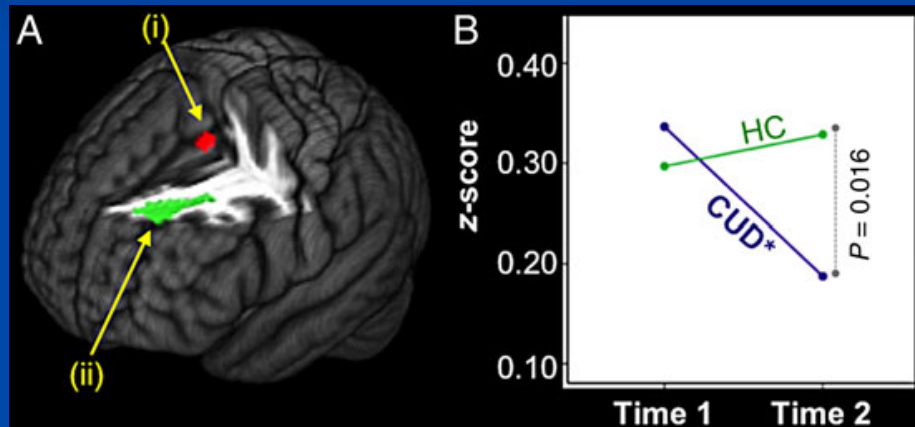 A
(i)
(ii)
B
z-score
0.40
0.30
0.20
0.10
HC
CUD*
P = 0.016
Time 1
Time 2